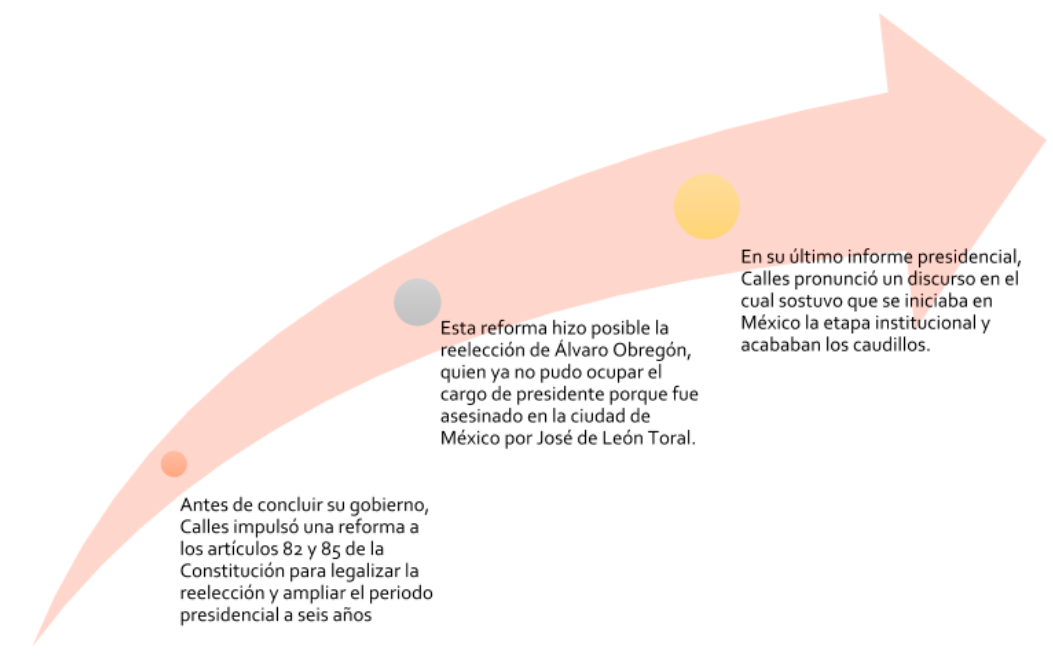 Antes de concluir su gobierno,
Calles impulsó una reforma a
los artículos 82 y 85 de la
Constitución para legalizar la
reelección y ampliar el periodo
presidencial a seis años
Esta reforma hizo posible la
reelección de Álvaro Obregón,
quien ya no pudo ocupar el
cargo de presidente porque fue
asesinado en la ciudad de
México por José de León Toral.
En su último informe presidencial,
Calles pronunció un discurso en el
cual sostuvo que se iniciaba en
México la etapa institucional y
acababan los caudillos.